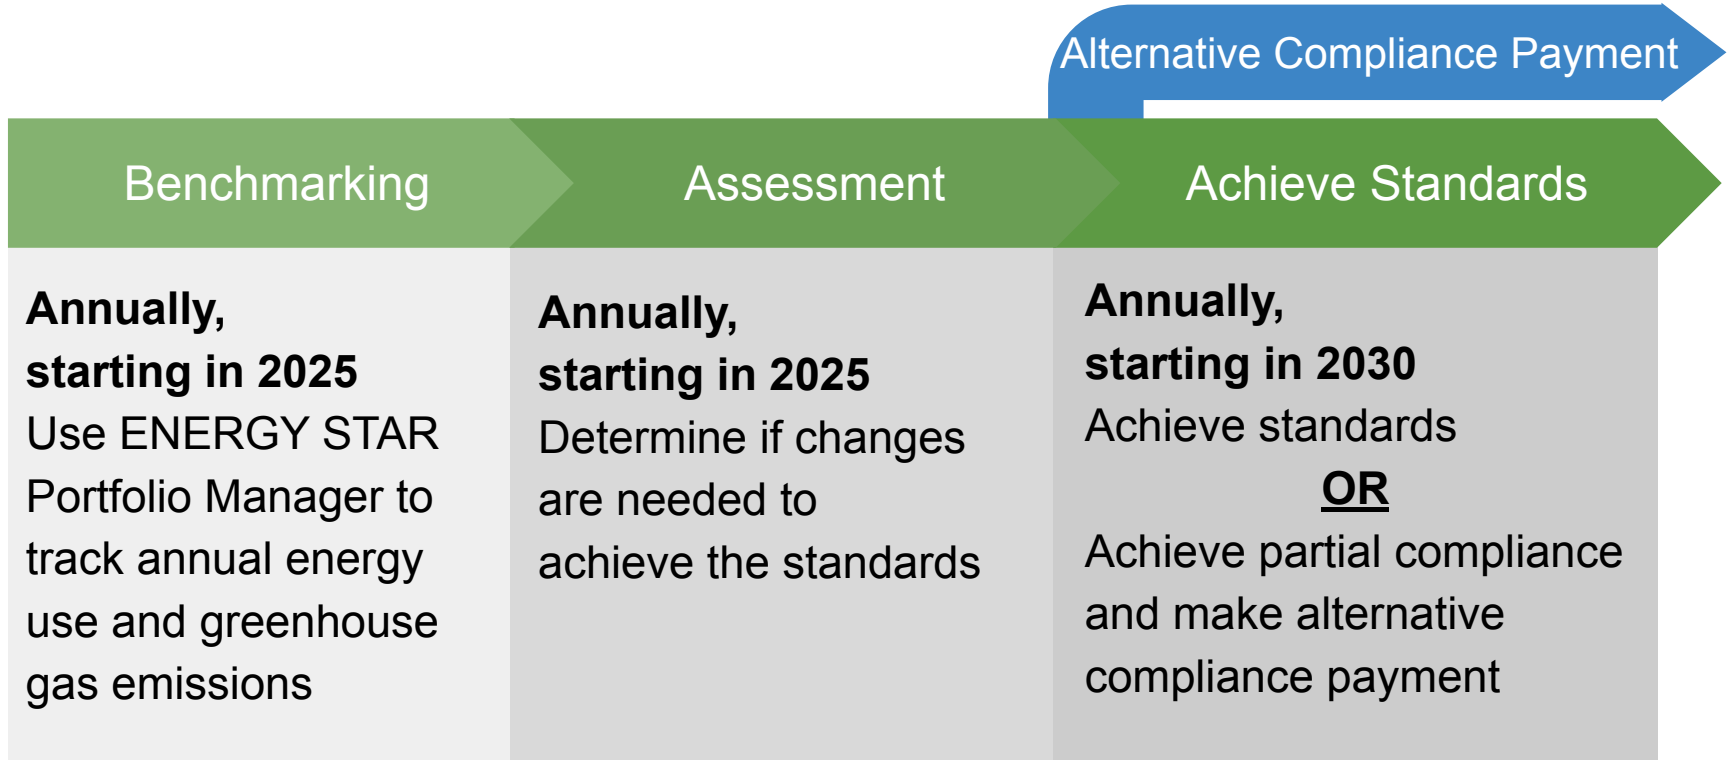 Alternative Compliance Payment
Benchmarking
Assessment
Achieve Standards
Annually,
starting in 2025
Use ENERGY STAR
Portfolio Manager to
track annual energy
use and greenhouse
gas emissions
Annually,
starting in 2025
Determine if changes
are needed to
achieve the standards
Annually,
starting in 2030
Achieve standards
OR
Achieve partial compliance
and make alternative
compliance payment